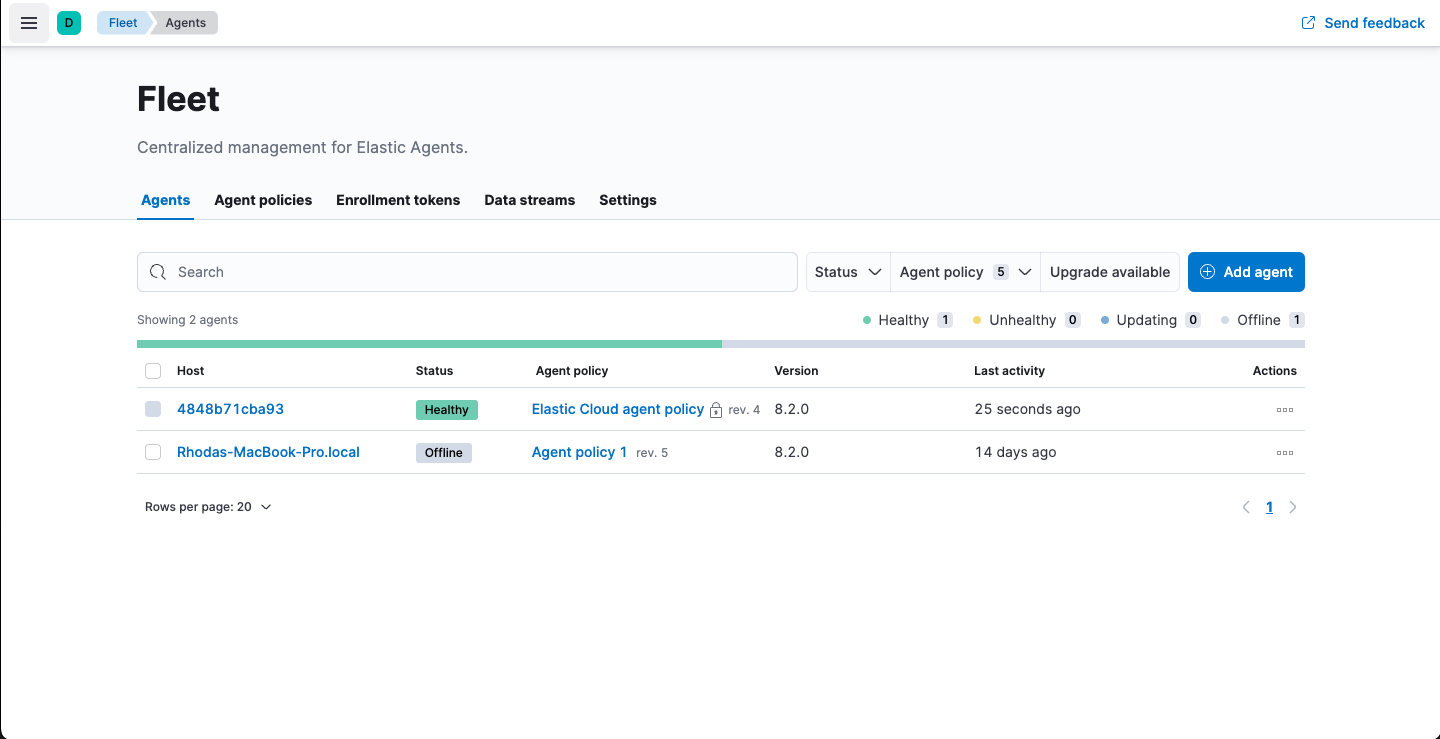 D Fleet Agents Send feedback
Fleet
Centralized management for Elastic Agents.
Agents Agent policies Enrollment tokens Data streams Settings
Search Status Agent policy 5 Upgrade available Add agent
Showing 2 agents Healthy 1 Unhealthy 0 Updating 0 Offline 1
Host Status Agent policy Version Last activity Actions
4848b71cba93 Healthy Elastic Cloud agent policy rev. 4 8.2.0 25 seconds ago
Rhodas-MacBook-Pro.local Offline Agent policy 1 rev. 5 8.2.0 14 days ago
Rows per page: 20 1